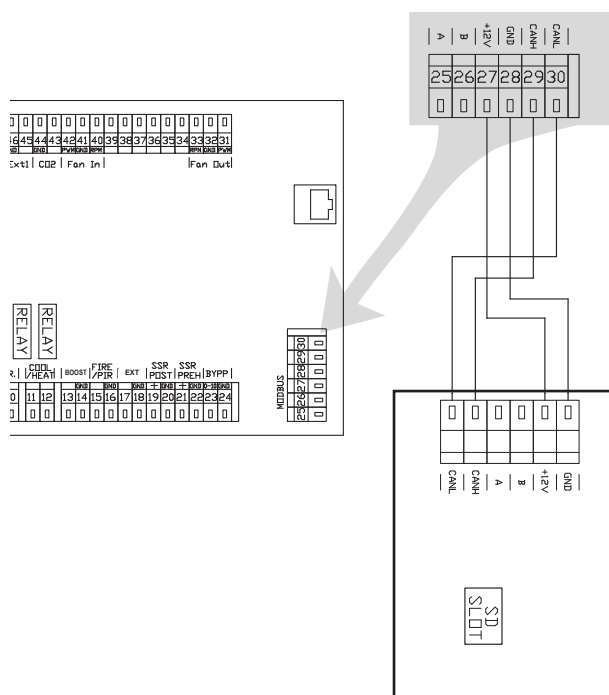 A B +12V GND CANH CANL
25 26 27 28 29 30
46 45 44 43 42 41 40 39 38 37 36 35 34 33 32 31
ND GND PWM GND RPM RPM GND PWM
Ext1 CO2 Fan In Fan Out
RELAY RELAY
30
29
28
27
26
25
MODBUS
R. COOL /HEAT BOOST FIRE /PIR EXT SSR POST SSR PREH BYPP
GND GND GND + GND + GND 0-10 GND
0 11 12 13 14 15 16 17 18 19 20 21 22 23 24
CANL CANH A B +12V GND
SD
SLOT